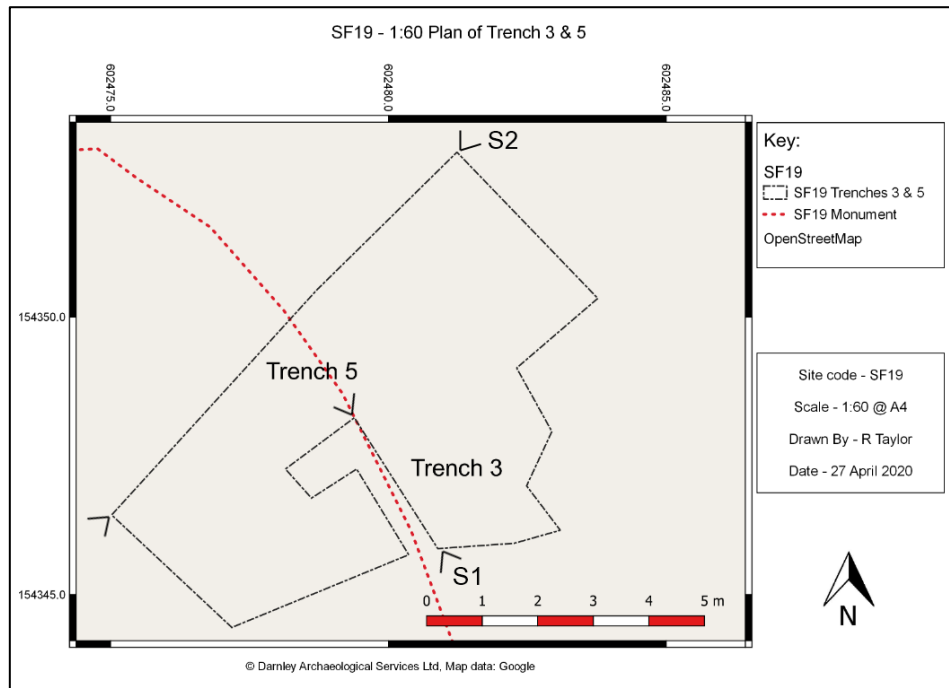 SF19 - 1:60 Plan of Trench 3 & 5
602475.0
602480.0
602485.0
S2
154350.0
Trench 5
Trench 3
S1
154345.0
0 1 2 3 4 5 m
© Darnley Archaeological Services Ltd, Map data: Google
Key:
SF19
SF19 Trenches 3 & 5
SF19 Monument
OpenStreetMap
Site code - SF19
Scale - 1:60 @ A4
Drawn By - R Taylor
Date - 27 April 2020
N